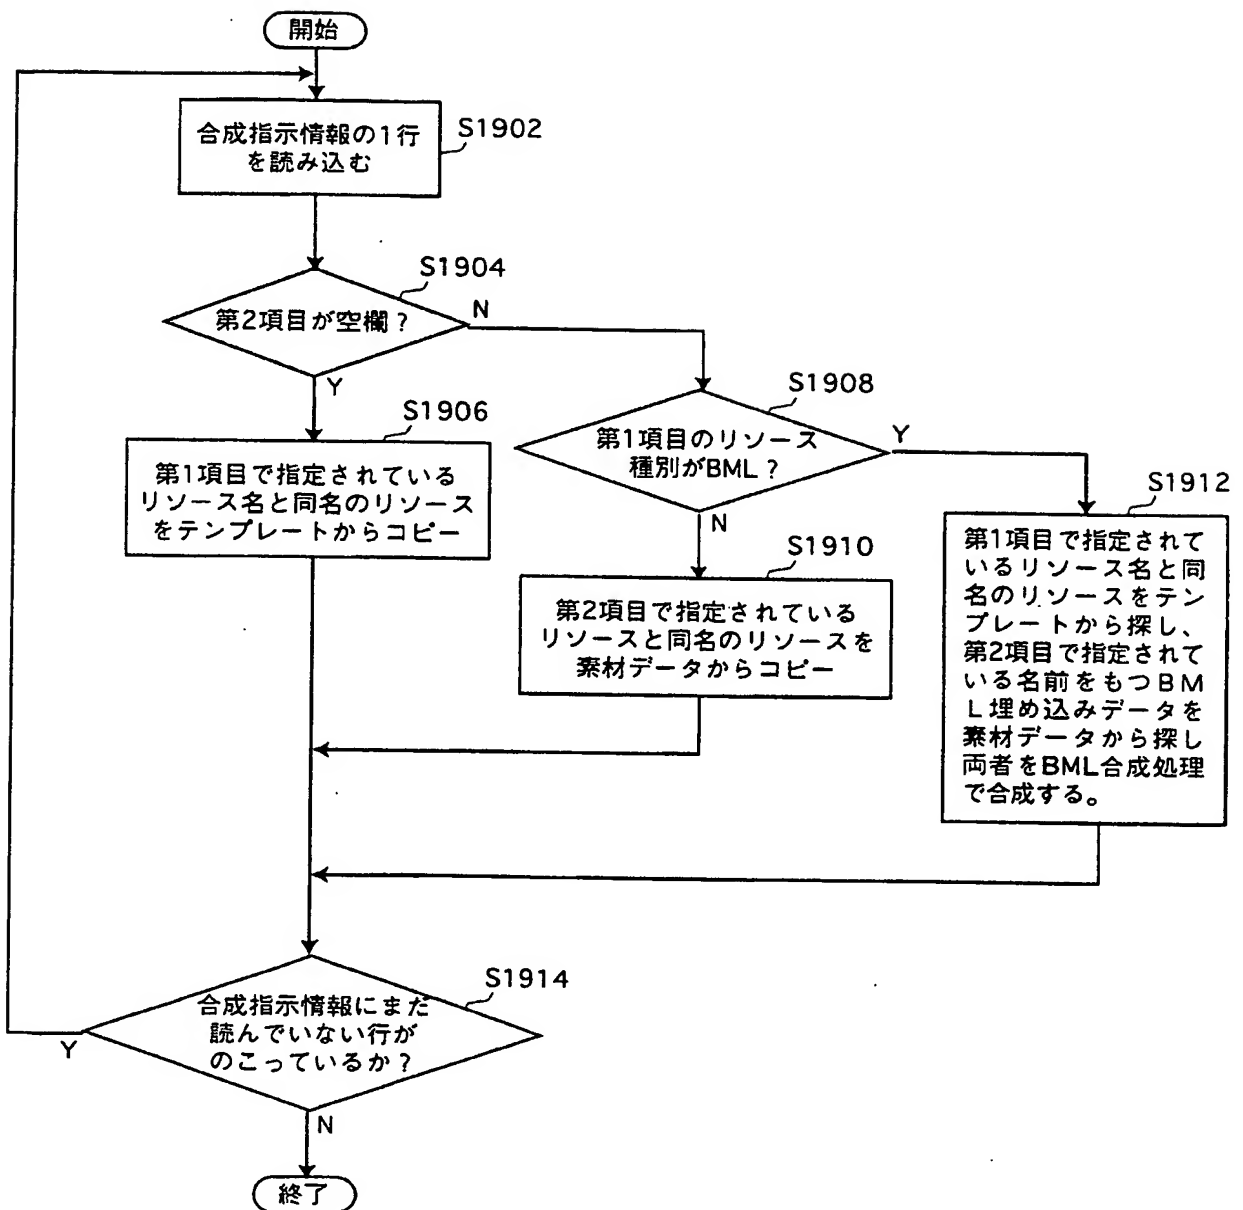 開始
合成指示情報の1行
を読み込む
S1902
第2項目が空欄？
S1904
N
Y
S1906
第1項目で指定されている
リソース名と同名のリソース
をテンプレートからコピー
S1908
第1項目のリソース
種別がBML？
Y
N
S1910
第2項目で指定されている
リソースと同名のリソースを
素材データからコピー
S1912
第1項目で指定されて
いるリソース名と同
名のリソースをテン
プレートから探し、
第2項目で指定されて
いる名前をもつＢＭ
Ｌ埋め込みデータを
素材データから探し
両者をBML合成処理
で合成する。
S1914
合成指示情報にまだ
読んでいない行が
のこっているか？
Y
N
終了